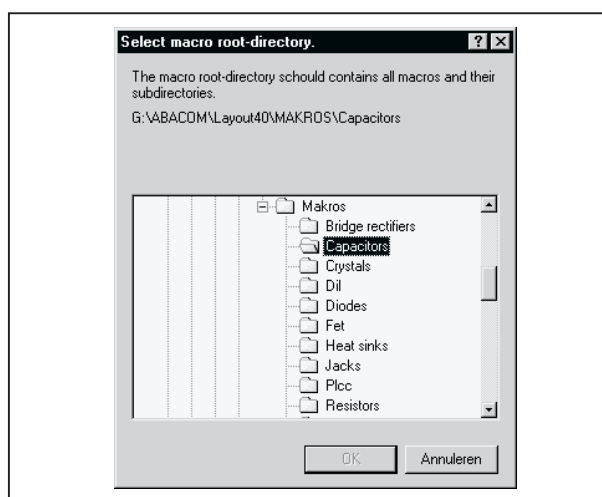 Select macro root-directory.
The macro root-directory schould contains all macros and their
subdirectories.
G:\ABACOM\Layout40\MAKROS\Capacitors
Makros
Bridge rectifiers
Capacitors
Crystals
Dil
Diodes
Fet
Heat sinks
Jacks
Plcc
Resistors
OK
Annuleren